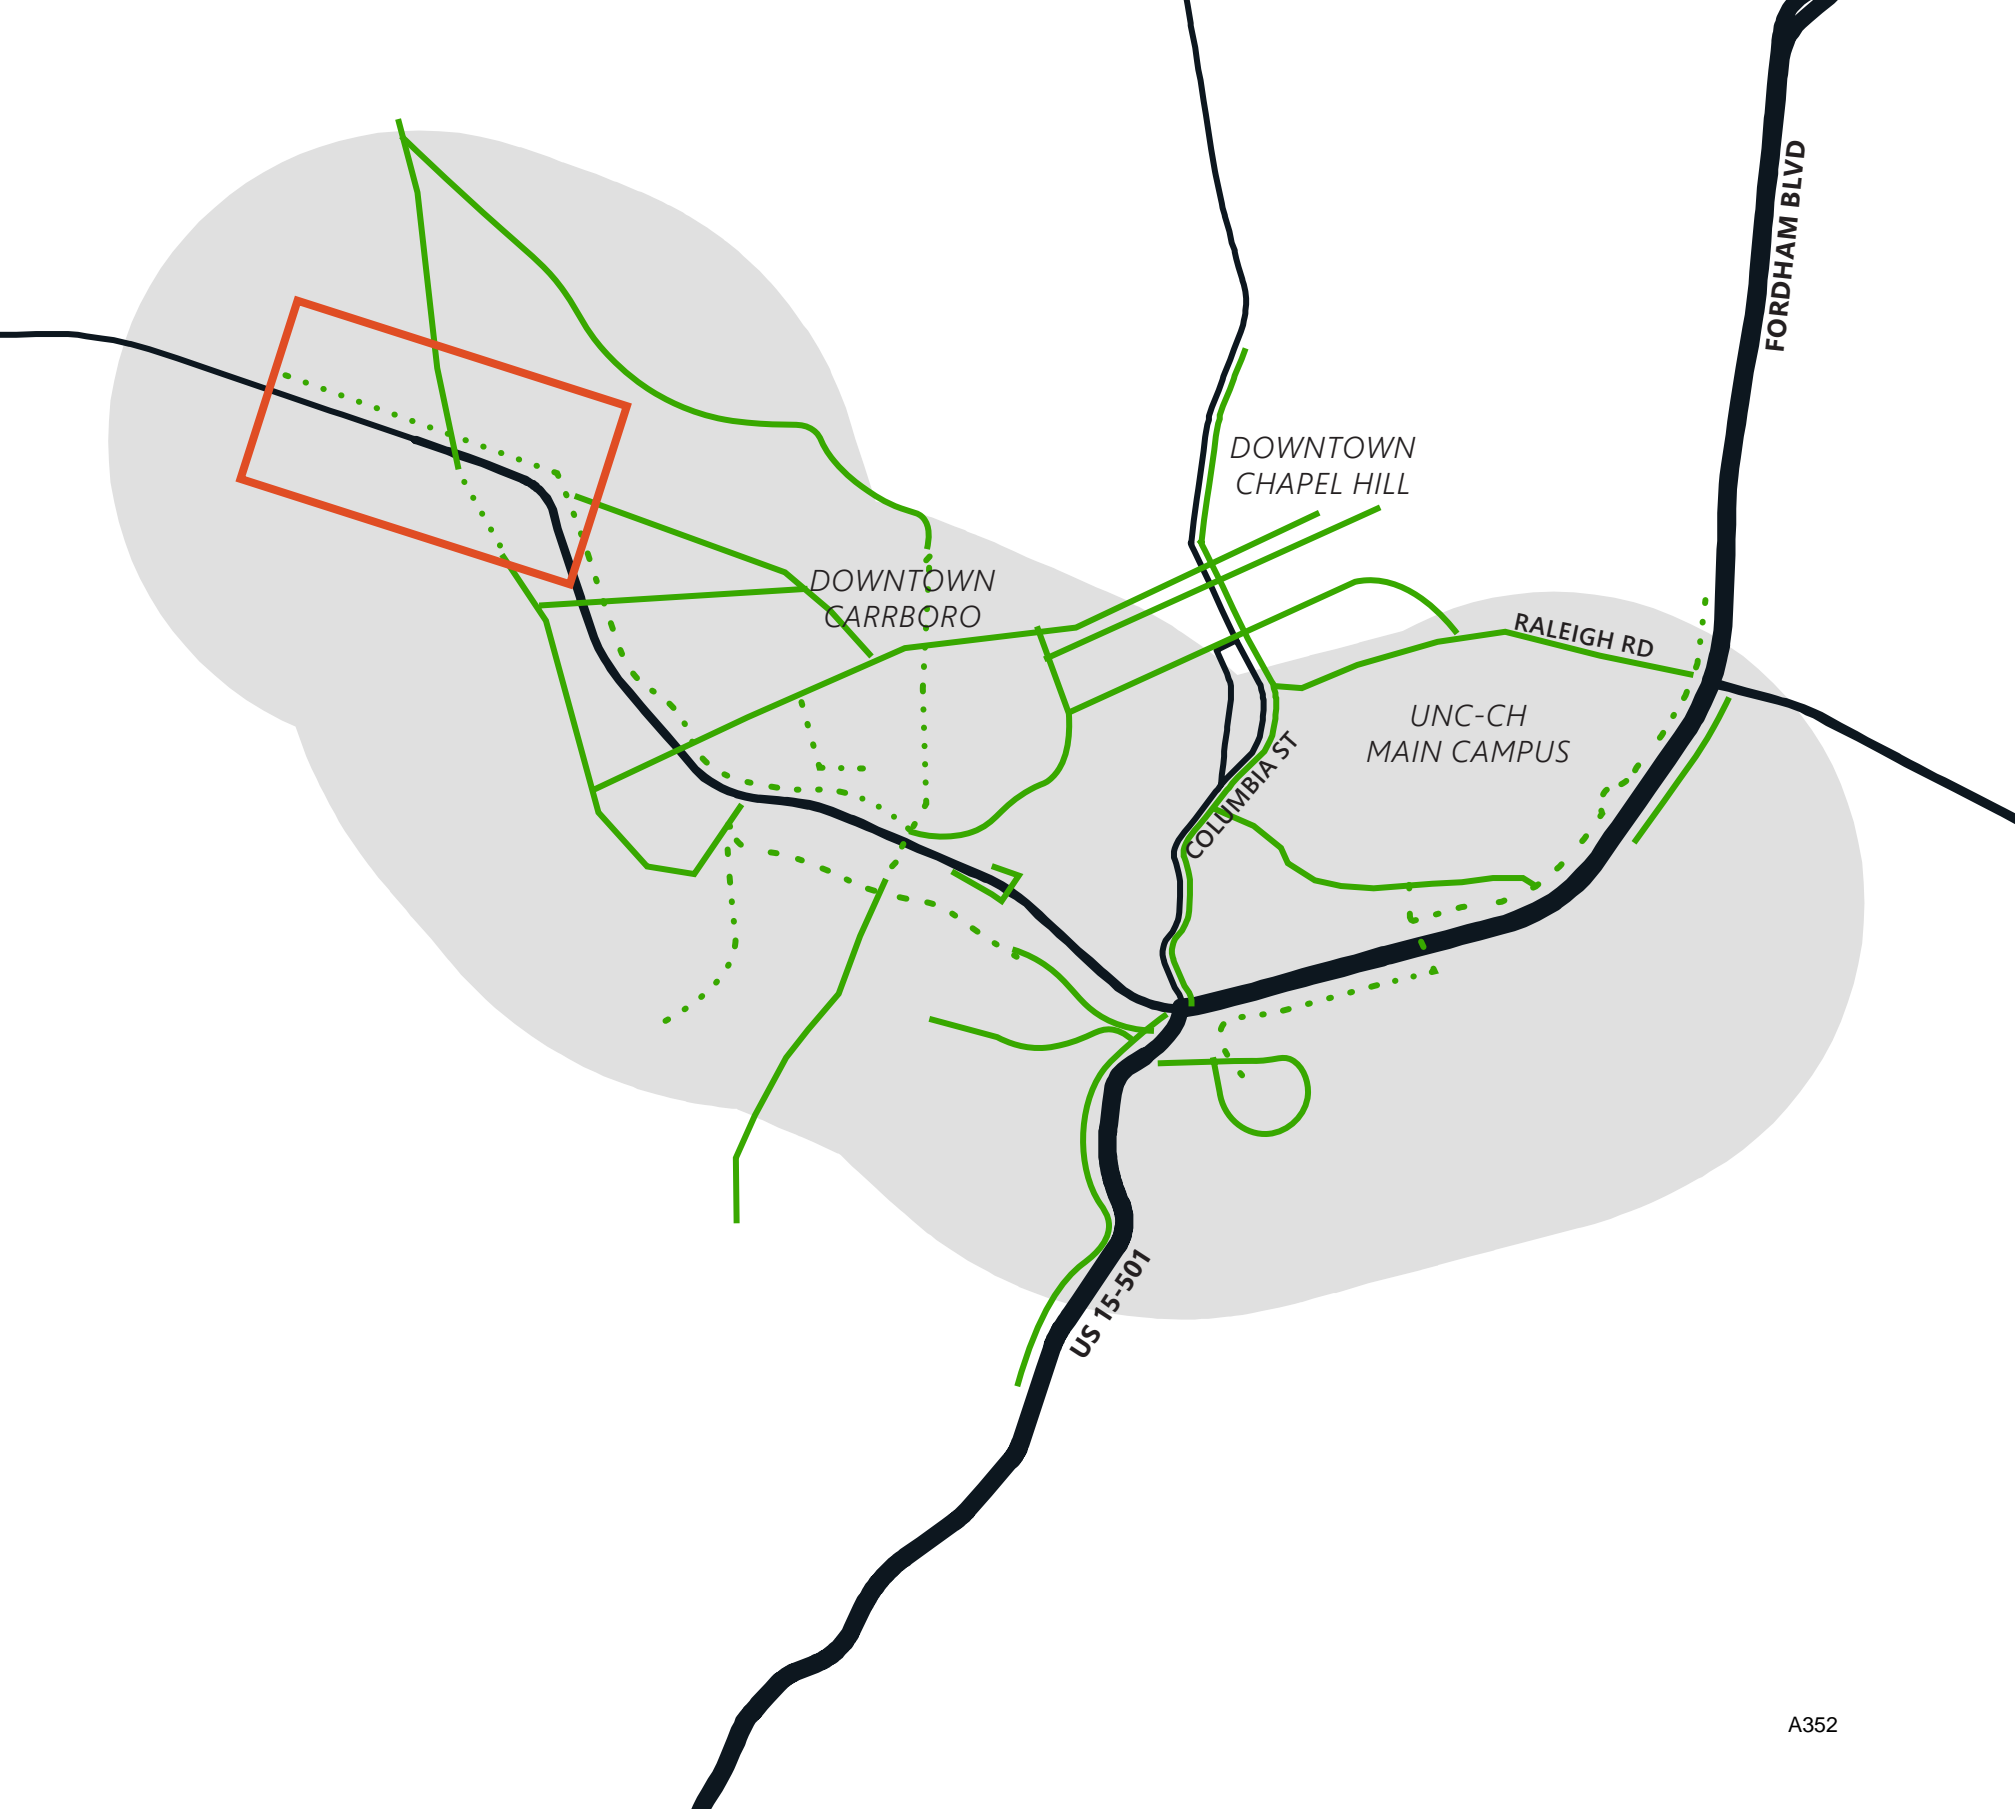 FORDHAM BLVD
DOWNTOWN
CHAPEL HILL
DOWNTOWN
CARRBORO
RALEIGH RD
UNC-CH
MAIN CAMPUS
COLUMBIA ST
US 15-501
A352